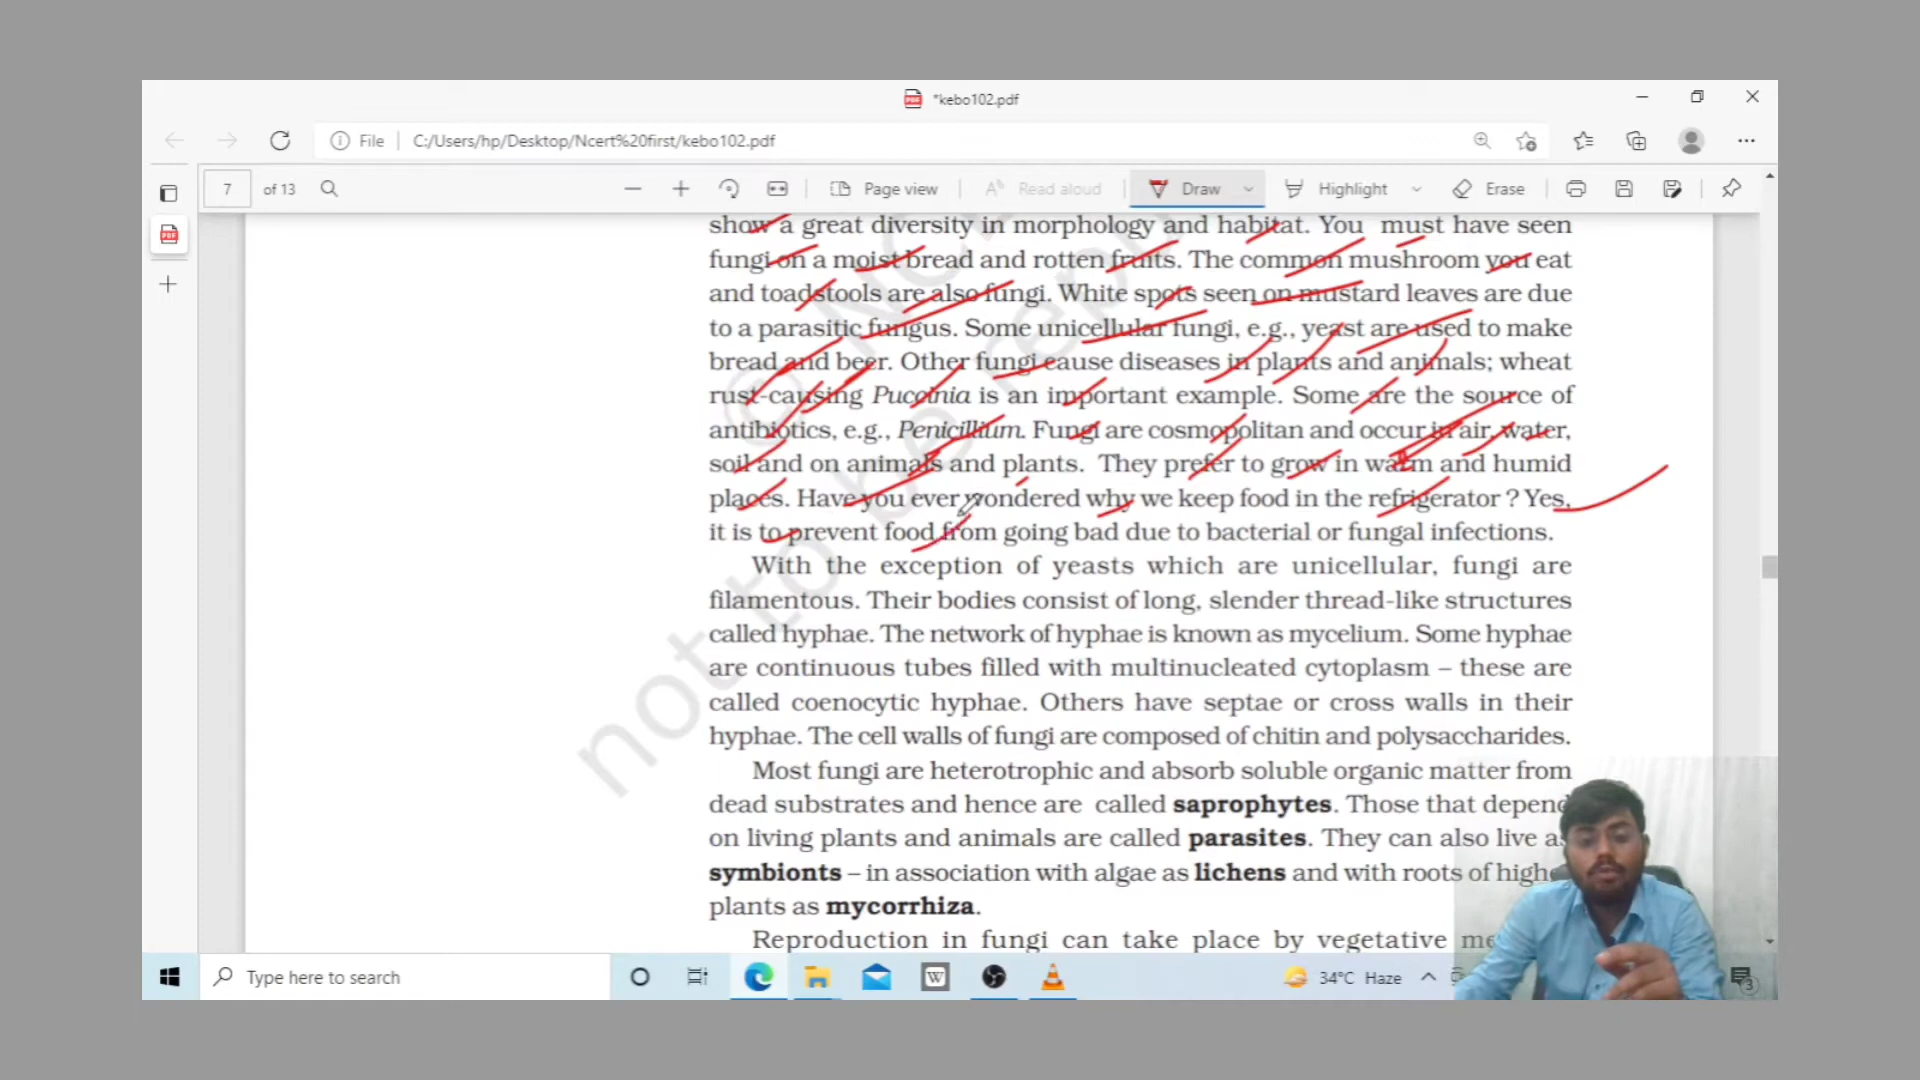 *kebo102.pdf
File C:/Users/hp/Desktop/Ncert%20first/kebo102.pdf
7 of 13 Page view Read aloud Draw Highlight Erase
show a great diversity in morphology and habitat. You must have seen
fungi on a moist bread and rotten fruits. The common mushroom you eat
and toadstools are also fungi. White spots seen on mustard leaves are due
to a parasitic fungus. Some unicellular fungi, e.g., yeast are used to make
bread and beer. Other fungi cause diseases in plants and animals; wheat
rust-causing Puccinia is an important example. Some are the source of
antibiotics, e.g., Penicillium. Fungi are cosmopolitan and occur in air, water,
soil and on animals and plants. They prefer to grow in warm and humid
places. Have you ever wondered why we keep food in the refrigerator ? Yes,
it is to prevent food from going bad due to bacterial or fungal infections.
With the exception of yeasts which are unicellular, fungi are
filamentous. Their bodies consist of long, slender thread-like structures
called hyphae. The network of hyphae is known as mycelium. Some hyphae
are continuous tubes filled with multinucleated cytoplasm – these are
called coenocytic hyphae. Others have septae or cross walls in their
hyphae. The cell walls of fungi are composed of chitin and polysaccharides.
Most fungi are heterotrophic and absorb soluble organic matter from
dead substrates and hence are called saprophytes. Those that depend
on living plants and animals are called parasites. They can also live as
symbionts – in association with algae as lichens and with roots of high
plants as mycorrhiza.
Reproduction in fungi can take place by vegetative me
not to be
Type here to search 34°C Haze 3